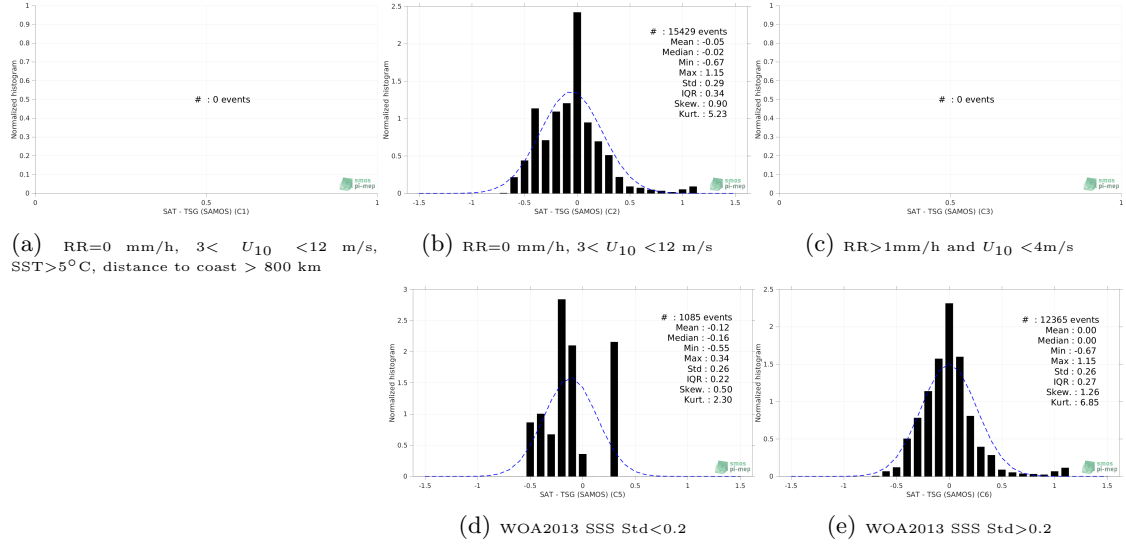 Normalized histogram
1
0.9
0.8
0.7
0.6
0.5
0.4
0.3
0.2
0.1
0
# : 0 events
0 0.5 1
SAT - TSG (SAMOS) (C1)
smos
pi-mep
(a) RR=0 mm/h, 3< U10 <12 m/s,
SST>5°C, distance to coast > 800 km
Normalized histogram
2.5
2
1.5
1
0.5
0
# : 15429 events
Mean : -0.05
Median : -0.02
Min : -0.67
Max : 1.15
Std : 0.29
IQR : 0.34
Skew. : 0.90
Kurt. : 5.23
-1.5 -1 -0.5 0 0.5 1 1.5
SAT - TSG (SAMOS) (C2)
smos
pi-mep
(b) RR=0 mm/h, 3< U10 <12 m/s
Normalized histogram
1
0.9
0.8
0.7
0.6
0.5
0.4
0.3
0.2
0.1
0
# : 0 events
0 0.5 1
SAT - TSG (SAMOS) (C3)
smos
pi-mep
(c) RR>1mm/h and U10 <4m/s
Normalized histogram
3
2.5
2
1.5
1
0.5
0
# : 1085 events
Mean : -0.12
Median : -0.16
Min : -0.55
Max : 0.34
Std : 0.26
IQR : 0.22
Skew. : 0.50
Kurt. : 2.30
-1.5 -1 -0.5 0 0.5 1 1.5
SAT - TSG (SAMOS) (C5)
smos
pi-mep
(d) WOA2013 SSS Std<0.2
Normalized histogram
2.5
2
1.5
1
0.5
0
# : 12365 events
Mean : 0.00
Median : 0.00
Min : -0.67
Max : 1.15
Std : 0.26
IQR : 0.27
Skew. : 1.26
Kurt. : 6.85
-1.5 -1 -0.5 0 0.5 1 1.5
SAT - TSG (SAMOS) (C6)
smos
pi-mep
(e) WOA2013 SSS Std>0.2